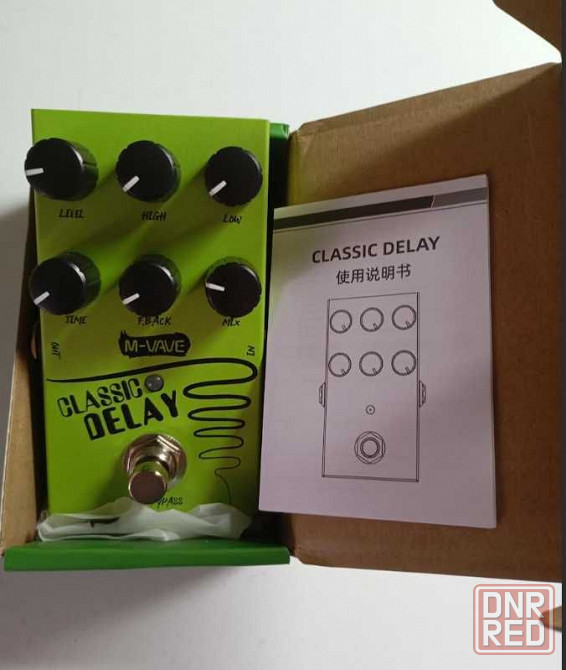 LEVEL HIGH LOW
TIME F.BACK MIX
OUT IN
M-VAVE
CLASSIC
DELAY
CLASSIC DELAY
使用说明书
DNR
RED